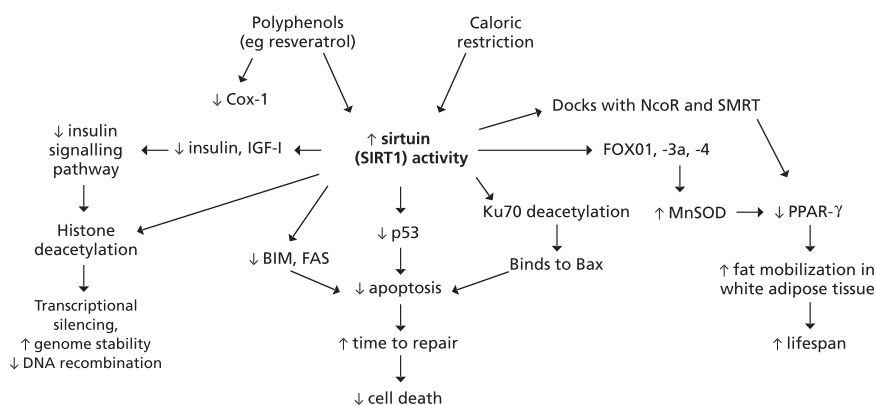 Polyphenols
(eg resveratrol)
Caloric
restriction
↓ Cox-1
Docks with NcoR and SMRT
↓ insulin
signalling
pathway
↓ insulin, IGF-I
↑ sirtuin
(SIRT1) activity
FOX01, -3a, -4
Histone
deacetylation
↓ BIM, FAS
↓ p53
Ku70 deacetylation
↑ MnSOD
↓ PPAR-γ
Binds to Bax
↓ apoptosis
↑ fat mobilization in
white adipose tissue
Transcriptional
silencing,
↑ genome stability
↓ DNA recombination
↑ time to repair
↑ lifespan
↓ cell death